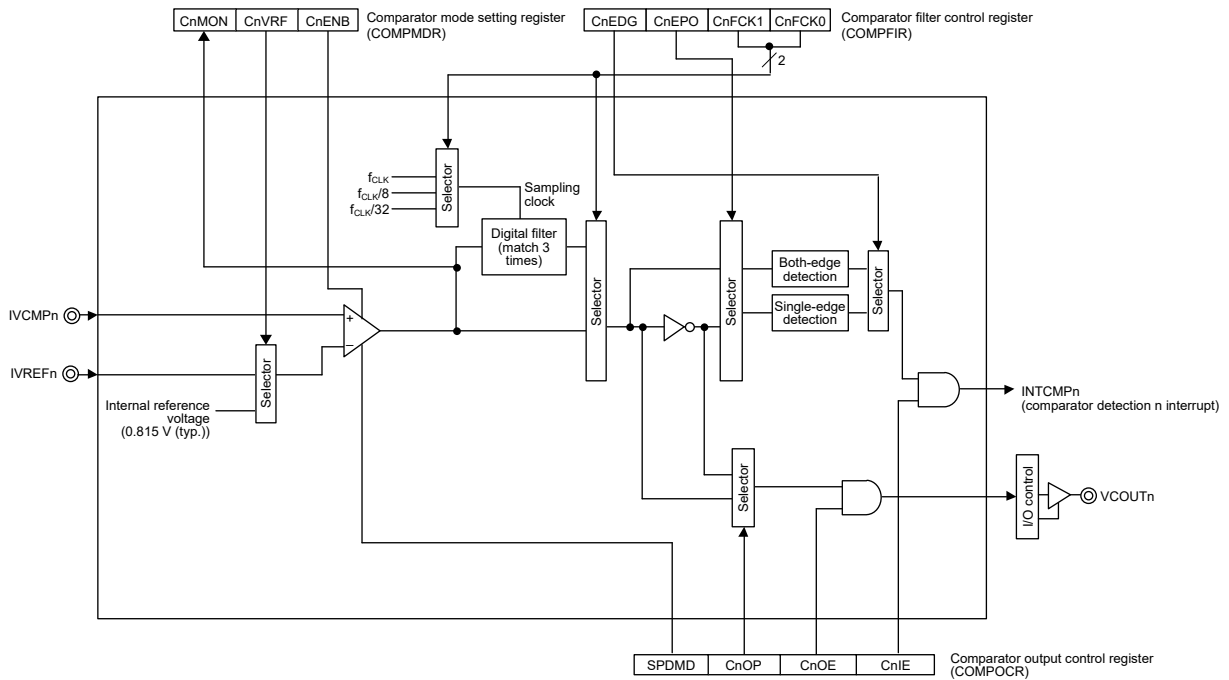 CnMON CnVRF CnENB
Comparator mode setting register
(COMPMDR)
CnEDG CnEPO CnFCK1 CnFCK0
Comparator filter control register
(COMPFIR)
2
Selector
fCLK
fCLK/8
fCLK/32
Sampling
clock
Digital filter
(match 3
times)
Selector
Selector
Both-edge
detection
Single-edge
detection
Selector
IVCMPn
+
−
IVREFn
Selector
Internal reference
voltage
(0.815 V (typ.))
INTCMPn
(comparator detection n interrupt)
Selector
I/O control
VCOUTn
SPDMD CnOP CnOE CnIE
Comparator output control register
(COMPOCR)